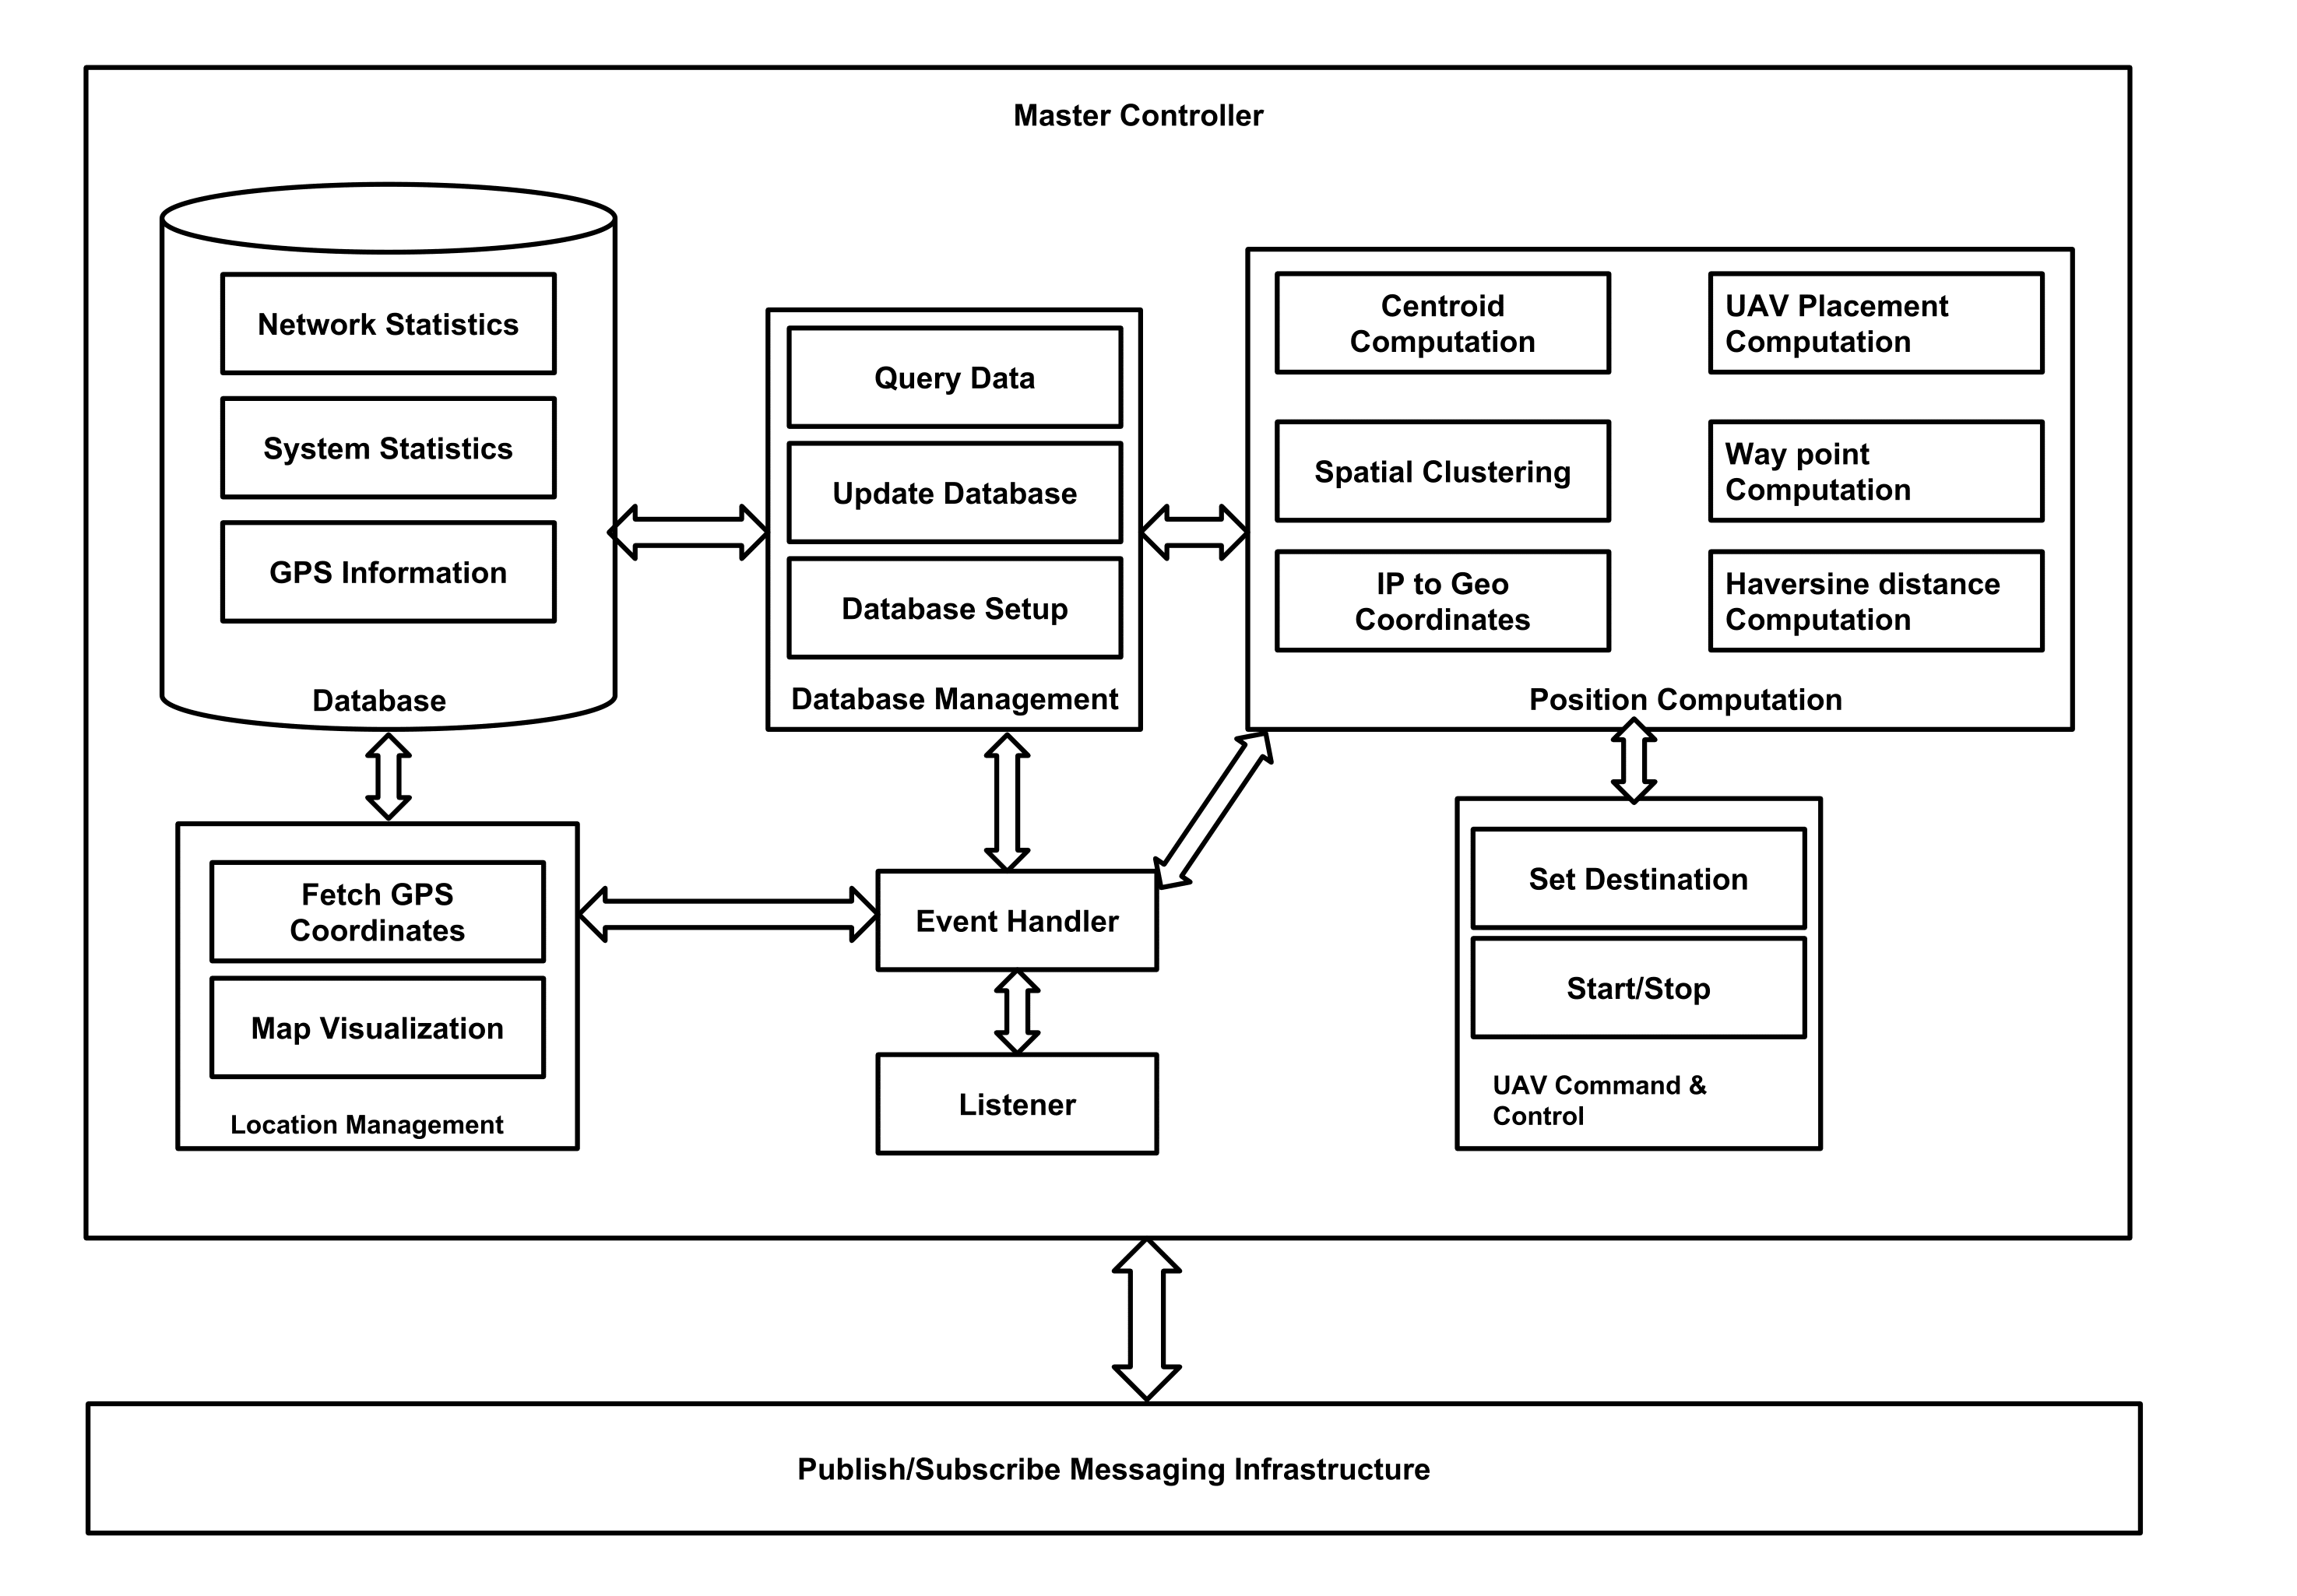 Master Controller
Network Statistics
System Statistics
GPS Information
Database
Query Data
Update Database
Database Setup
Database Management
Centroid
Computation
UAV Placement
Computation
Spatial Clustering
Way point
Computation
IP to Geo
Coordinates
Haversine distance
Computation
Position Computation
Fetch GPS
Coordinates
Map Visualization
Location Management
Event Handler
Listener
Set Destination
Start/Stop
UAV Command &
Control
Publish/Subscribe Messaging Infrastructure